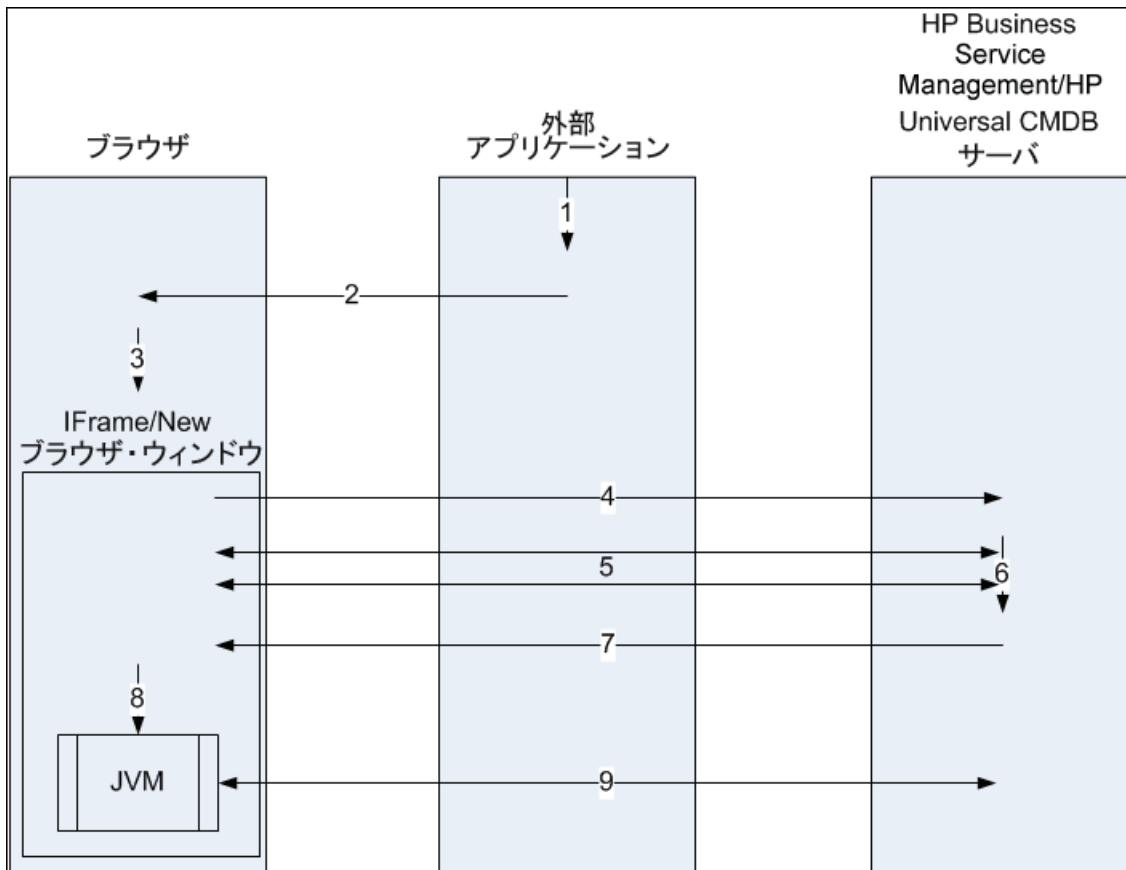 HP Business
Service
Management/HP
Universal CMDB
サーバ
外部
アプリケーション
ブラウザ
1
2
3
IFrame/New
ブラウザ・ウィンドウ
4
5
6
7
8
JVM
9